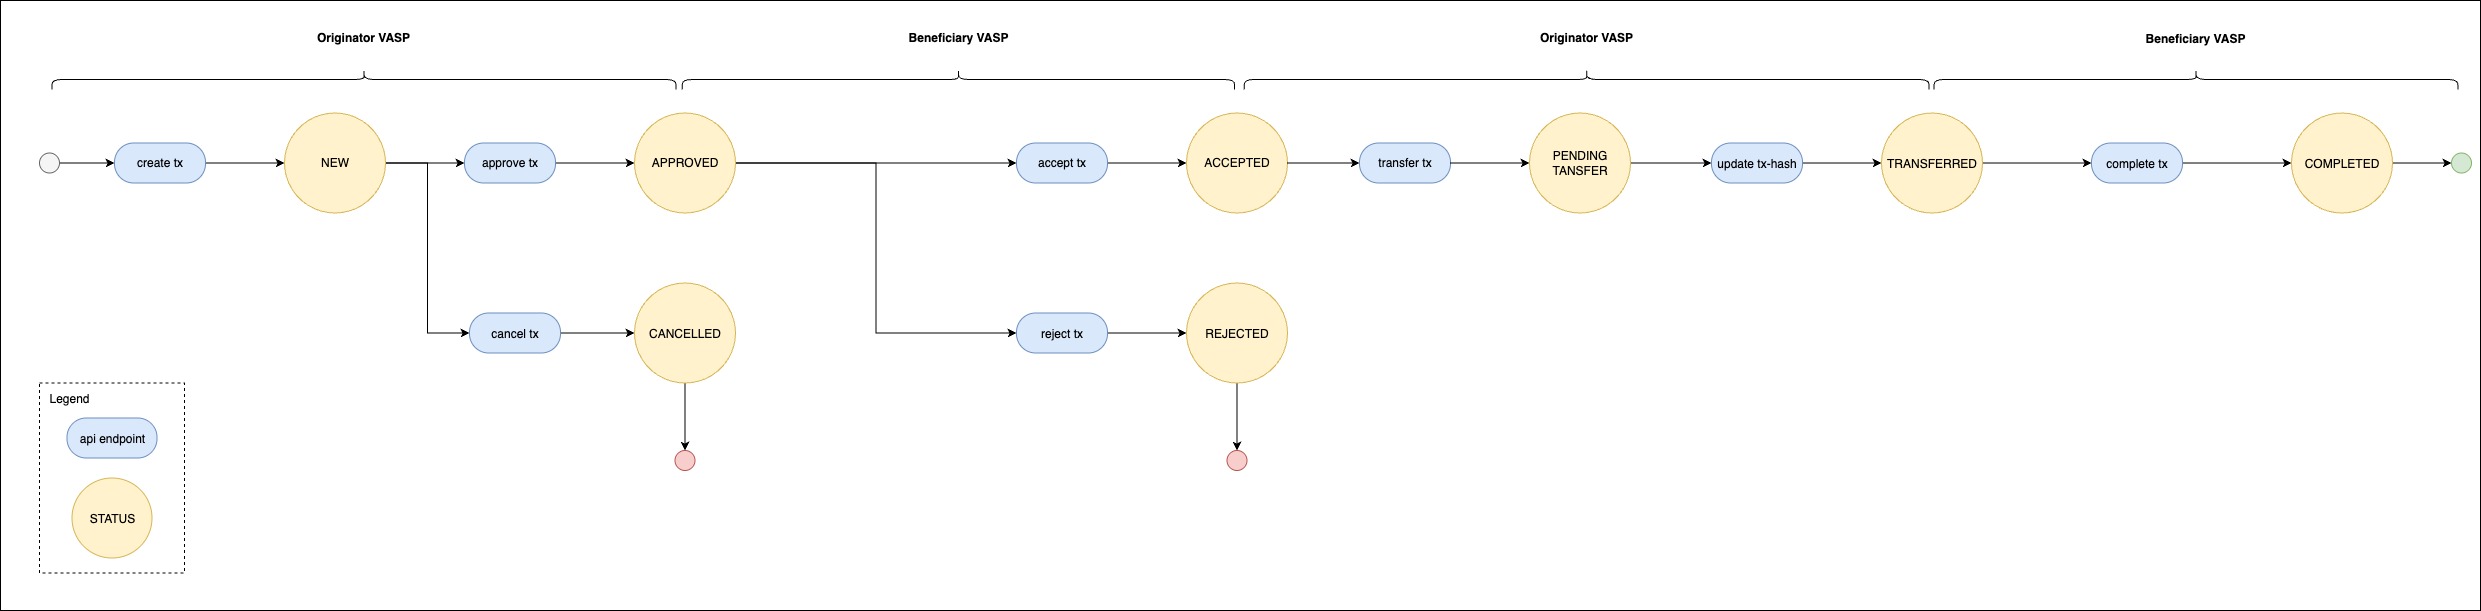 Originator VASP
Beneficiary VASP
Originator VASP
Beneficiary VASP
create tx
NEW
approve tx
APPROVED
accept tx
ACCEPTED
transfer tx
PENDING
TANSFER
update tx-hash
TRANSFERRED
complete tx
COMPLETED
cancel tx
CANCELLED
reject tx
REJECTED
Legend
api endpoint
STATUS